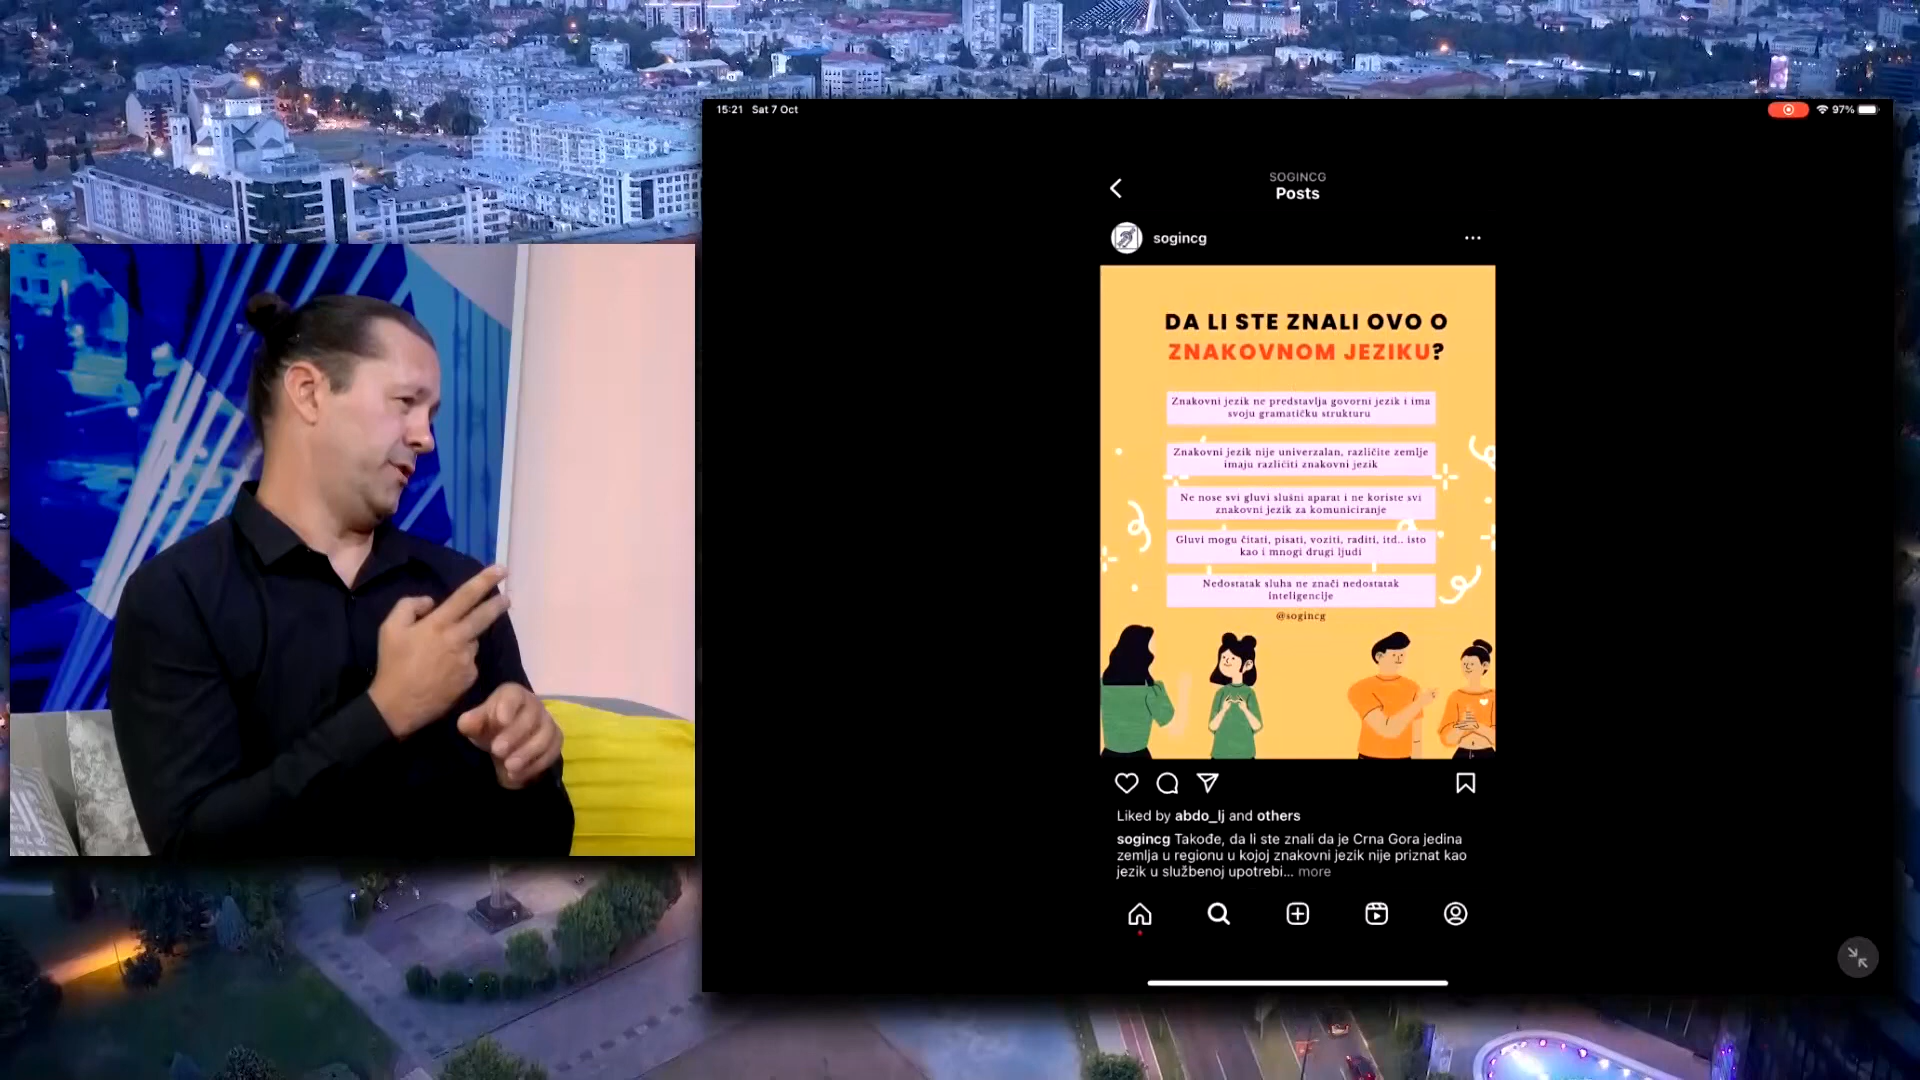 15:21 Sat 7 Oct
97%
SOGINCG
Posts
sogincg
DA LI STE ZNALI OVO O
ZNAKOVNOM JEZIKU?
Znakovni jezik ne predstavlja govorni jezik i ima
svoju gramatičku strukturu
Znakovni jezik nije univerzalan, različite zemlje
imaju različiti znakovni jezik
Ne nose svi gluvi slušni aparat i ne koriste svi
znakovni jezik za komuniciranje
Gluvi mogu čitati, pisati, voziti, raditi, itd.. isto
kao i mnogi drugi ljudi
Nedostatak sluha ne znači nedostatak
inteligencije
@sogincg
Liked by abdo_lj and others
sogincg Takođe, da li ste znali da je Crna Gora jedina
zemlja u regionu u kojoj znakovni jezik nije priznat kao
jezik u službenoj upotrebi... more